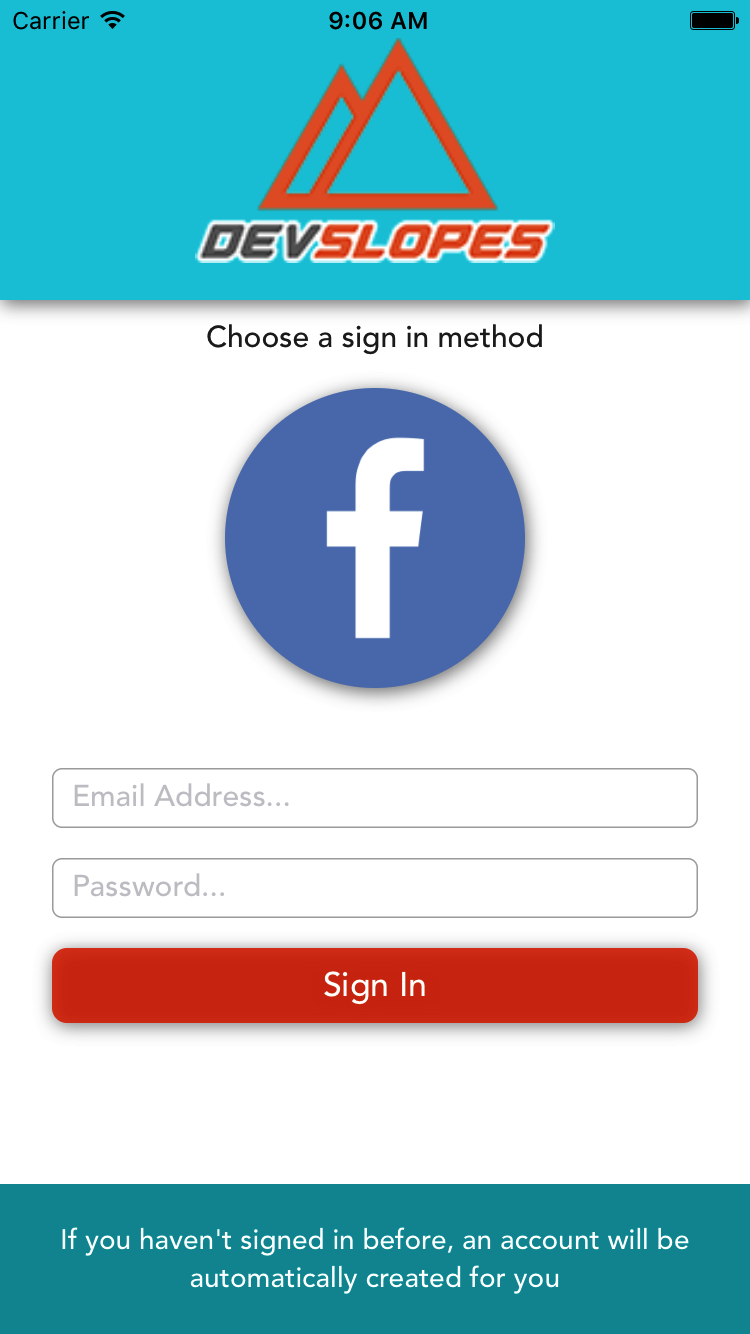 Carrier 9:06 AM
DEVSLOPES
Choose a sign in method
f
Email Address...
Password...
Sign In
If you haven't signed in before, an account will be
automatically created for you